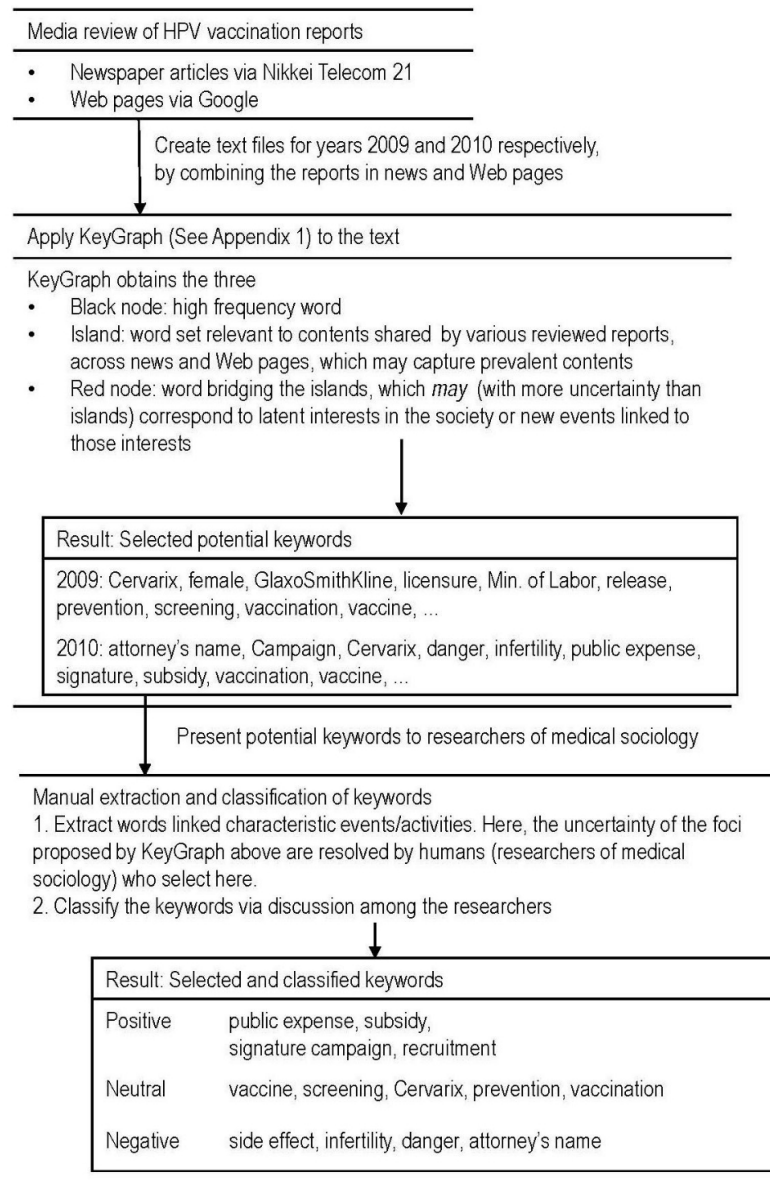 Media review of HPV vaccination reports
• Newspaper articles via Nikkei Telecom 21
• Web pages via Google
Create text files for years 2009 and 2010 respectively,
by combining the reports in news and Web pages
Apply KeyGraph (See Appendix 1) to the text
KeyGraph obtains the three
• Black node: high frequency word
• Island: word set relevant to contents shared by various reviewed reports,
across news and Web pages, which may capture prevalent contents
• Red node: word bridging the islands, which may (with more uncertainty than
islands) correspond to latent interests in the society or new events linked to
those interests
Result: Selected potential keywords
2009: Cervarix, female, GlaxoSmithKline, licensure, Min. of Labor, release,
prevention, screening, vaccination, vaccine, ...
2010: attorney's name, Campaign, Cervarix, danger, infertility, public expense,
signature, subsidy, vaccination, vaccine, ...
Present potential keywords to researchers of medical sociology
Manual extraction and classification of keywords
1. Extract words linked characteristic events/activities. Here, the uncertainty of the foci
proposed by KeyGraph above are resolved by humans (researchers of medical
sociology) who select here.
2. Classify the keywords via discussion among the researchers
Result: Selected and classified keywords
Positive public expense, subsidy,
signature campaign, recruitment
Neutral vaccine, screening, Cervarix, prevention, vaccination
Negative side effect, infertility, danger, attorney's name